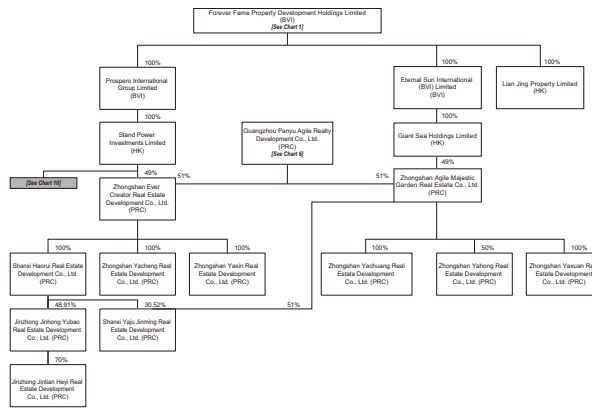 Forever Fame Property Development Holdings Limited
(BVI)
[See Chart 1]
100%
100%
100%
Prospero International
Group Limited
(BVI)
Eternal Sun International
(BVI) Limited
(BVI)
Lian Jing Property Limited
(HK)
100%
100%
Stand Power
Investments Limited
(HK)
Guangzhou Panyu Agile Realty
Development Co., Ltd.
(PRC)
[See Chart 6]
Giant Sea Holdings Limited
(HK)
49%
49%
[See Chart 10]
51%
51%
Zhongshan Ever
Creator Real Estate
Development Co., Ltd.
(PRC)
Zhongshan Agile Majestic
Garden Real Estate Co., Ltd.
(PRC)
100%
100%
100%
100%
50%
100%
Shanxi Haorui Real Estate
Development Co., Ltd.
(PRC)
Zhongshan Yacheng Real
Estate Development
Co., Ltd. (PRC)
Zhongshan Yaxin Real
Estate Development
Co., Ltd. (PRC)
Zhongshan Yachuang Real
Estate Development
Co., Ltd. (PRC)
Zhongshan Yahong Real
Estate Development
Co., Ltd. (PRC)
Zhongshan Yaxuan Real
Estate Development
Co., Ltd. (PRC)
48.91%
30.52%
51%
Jinzhong Jinhong Yubao
Real Estate Development
Co., Ltd. (PRC)
Shanxi Yaju Jinming Real
Estate Development
Co., Ltd. (PRC)
70%
Jinzhong Jintian Heyi Real
Estate Development
Co., Ltd. (PRC)